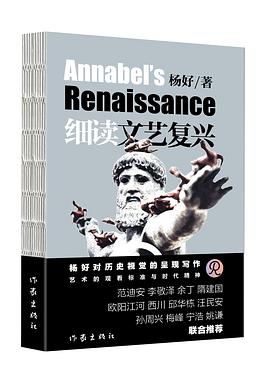 Annabel's
Renaissance
杨好/著
细读文艺复兴
杨好对历史视觉的呈现写作
艺术的观看标准与时代精神
R
范迪安 李敬泽 余丁 隋建国
欧阳江河 西川 邱华栋 汪民安
孙周兴 梅峰 宁浩 姚谦
联合推荐
作家出版社